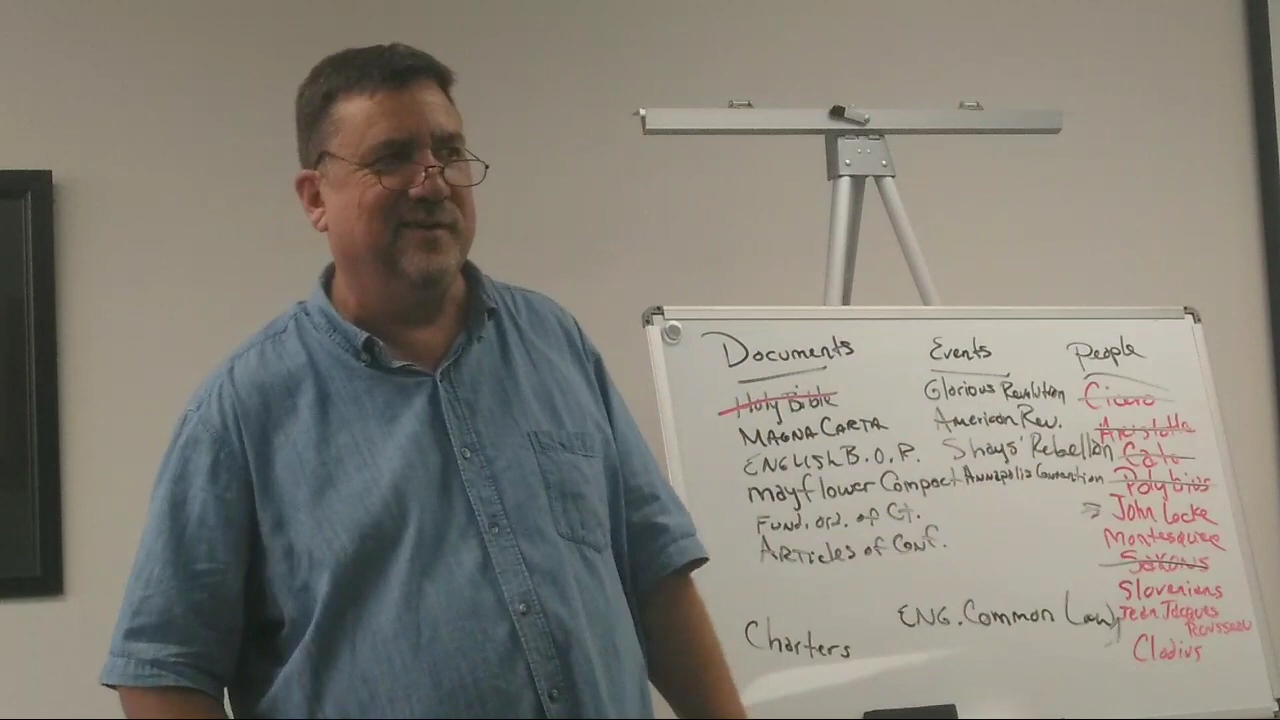 Documents
Holy Bible
MAGNA CARTA
ENGLISH B.O.R.
Mayflower Compact
FUND. ORD. of CT.
ARTICLES of CONF.
Charters
Events
Glorious Revolution
American Rev.
Shays' Rebellion
Annapolis Convention
ENG. Common Law
People
Cicero
Aristotle
Cato
Polybius
John Locke
Montesquee
Saxons
Slovenians
Jean Jacques
Rousseau
Clodius